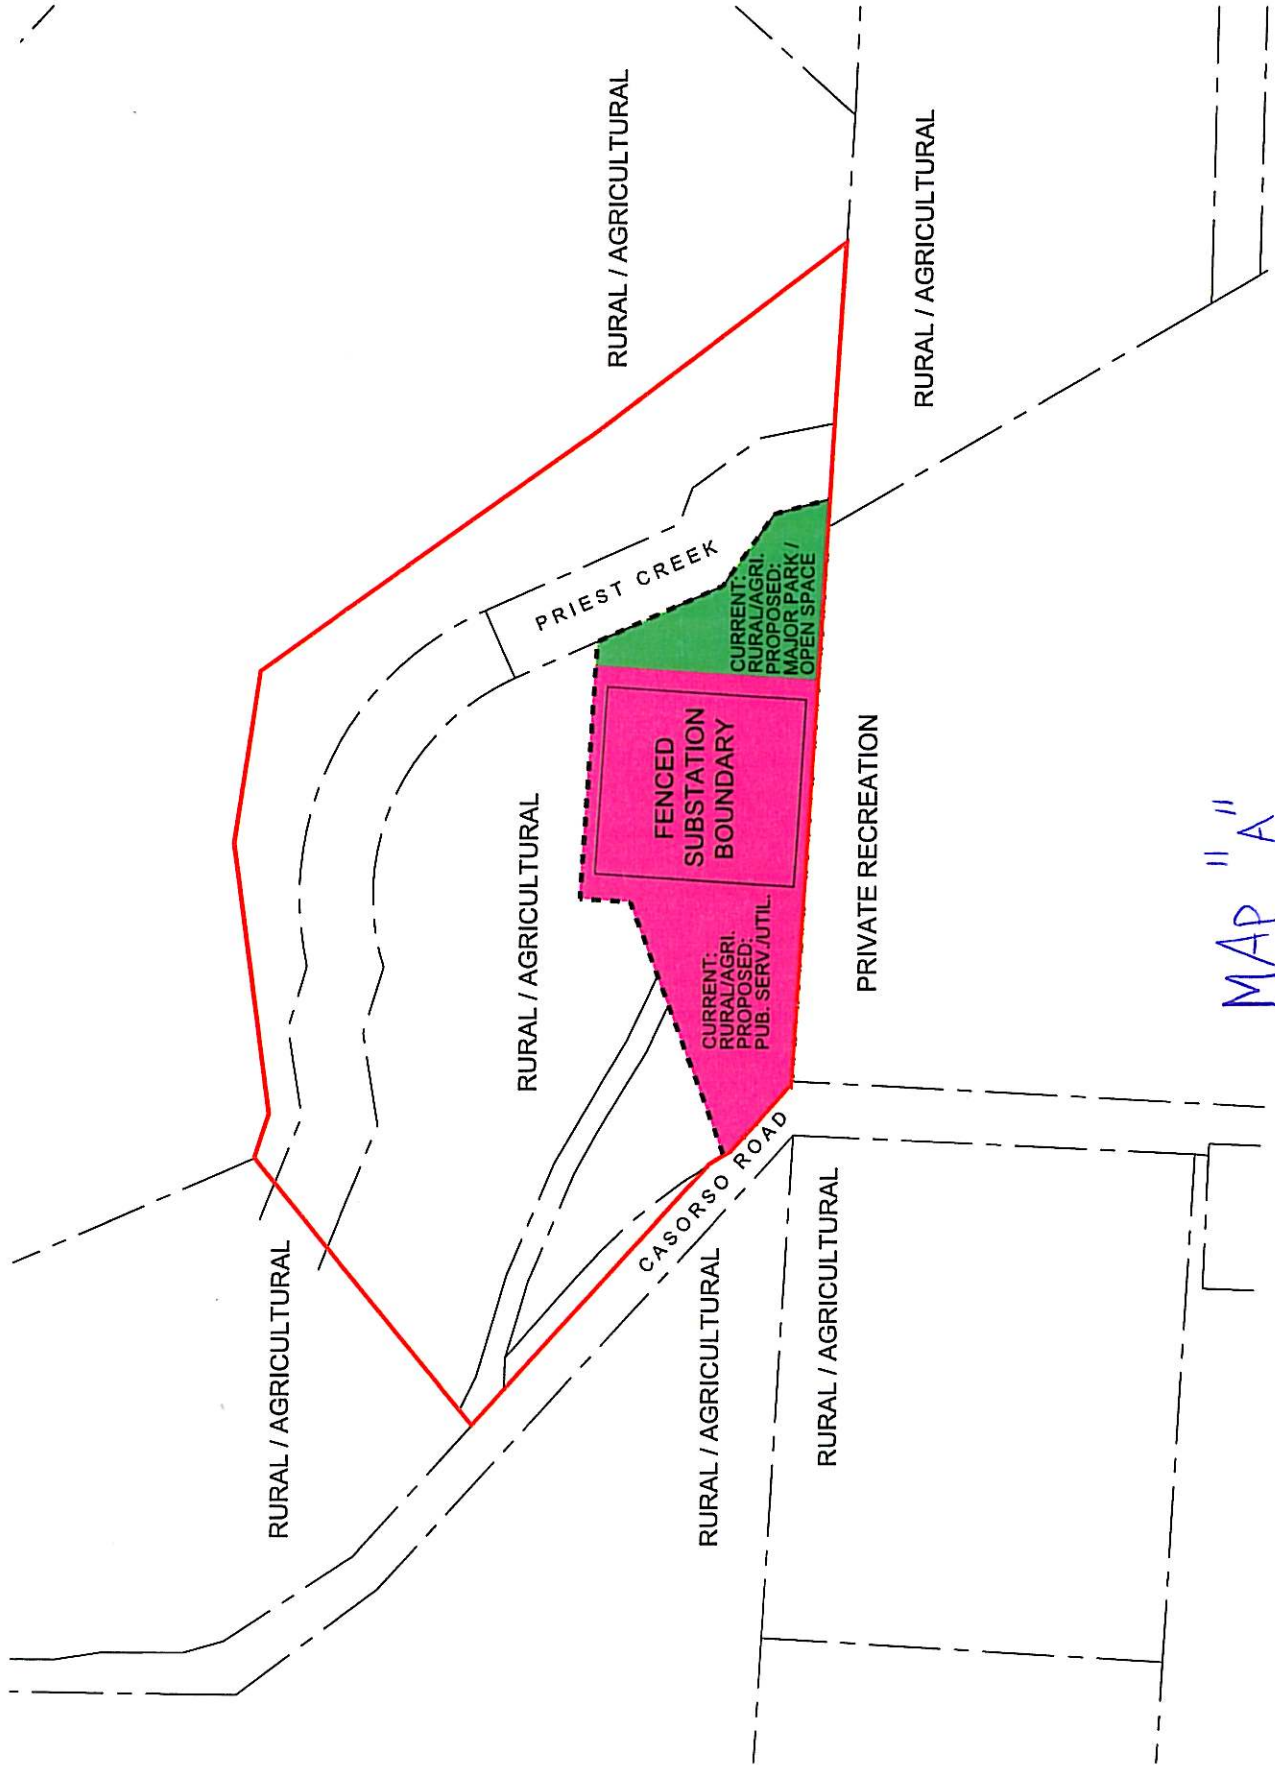 RURAL / AGRICULTURAL
RURAL / AGRICULTURAL
RURAL / AGRICULTURAL
PRIEST CREEK
FENCED
SUBSTATION
BOUNDARY
CASORSO ROAD
RURAL / AGRICULTURAL
CURRENT:
RURAL/AGRI.
PROPOSED:
PUB. SERV./UTIL.
CURRENT:
RURAL/AGRI.
PROPOSED:
MAJOR PARK /
OPEN SPACE
RURAL / AGRICULTURAL
PRIVATE RECREATION
RURAL / AGRICULTURAL
MAP "A"